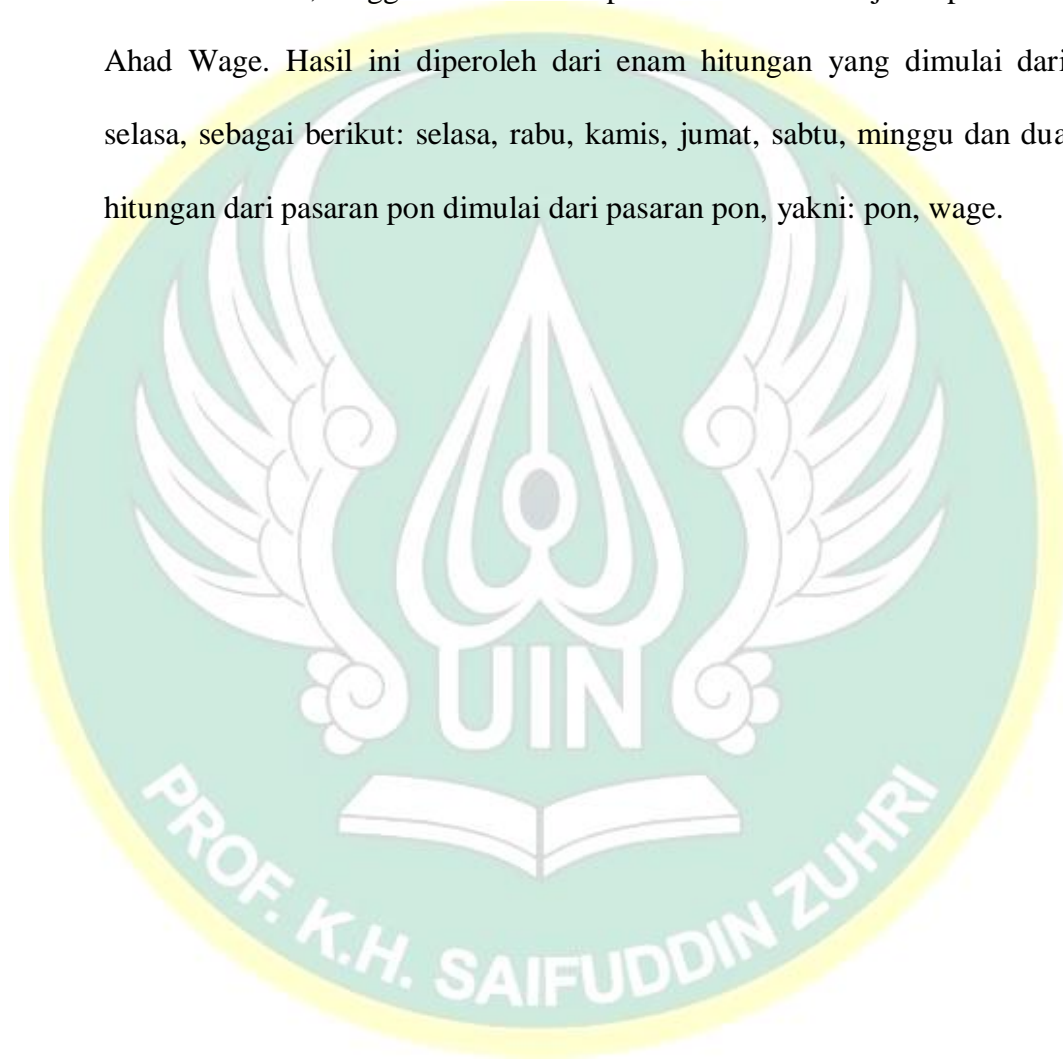 Ahad Wage. Hasil ini diperoleh dari enam hitungan yang dimulai dari
selasa, sebagai berikut: selasa, rabu, kamis, jumat, sabtu, minggu dan dua
hitungan dari pasaran pon dimulai dari pasaran pon, yakni: pon, wage.
UIN
PROF. K.H. SAIFUDDIN ZUHRI